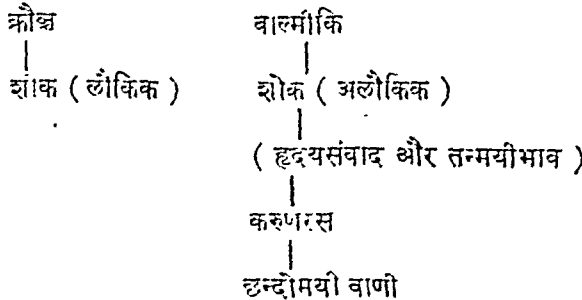 क्रौञ्च वाल्मीकि
शोक ( लौकिक ) शोक ( अलौकिक )
( हृदयसंवाद और तन्मयीभाव )
करुणरस
छन्दोमयी वाणी